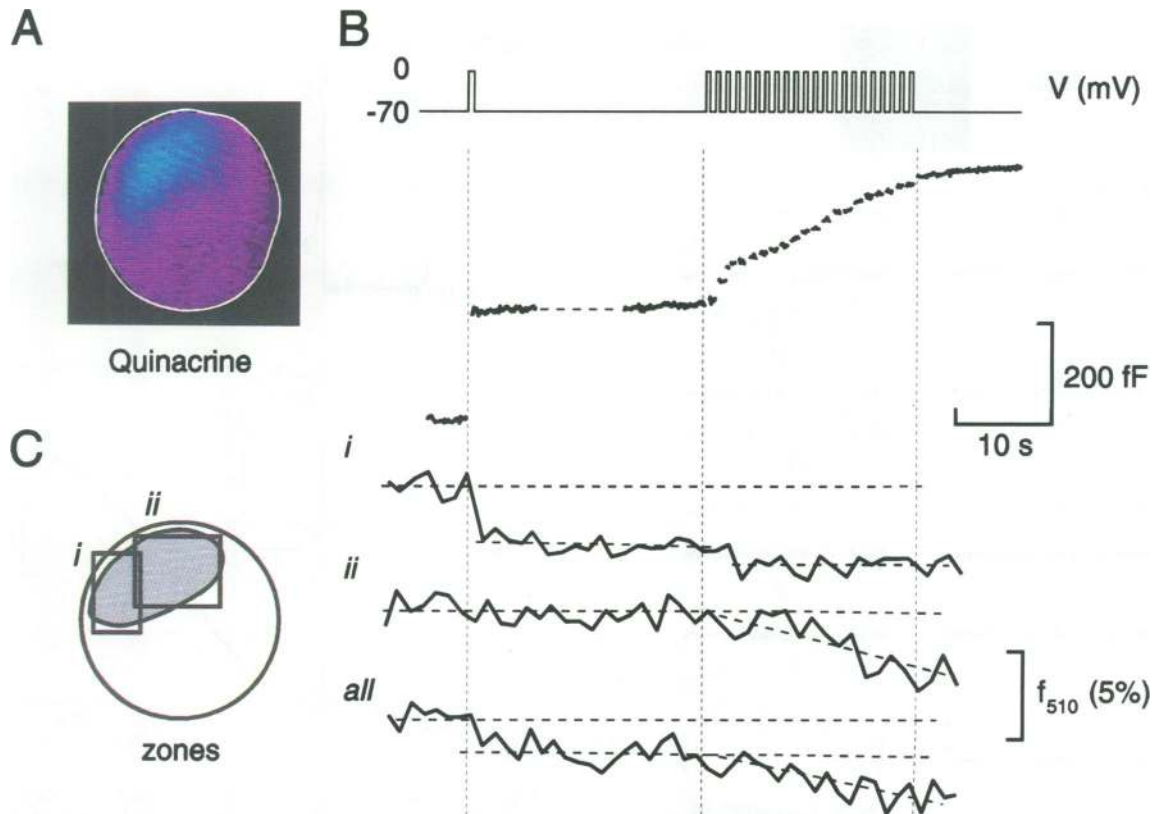 A
Quinacrine
B
0
-70
V (mV)
200 fF
10 s
i
ii
all
f510 (5%)
C
i
ii
zones